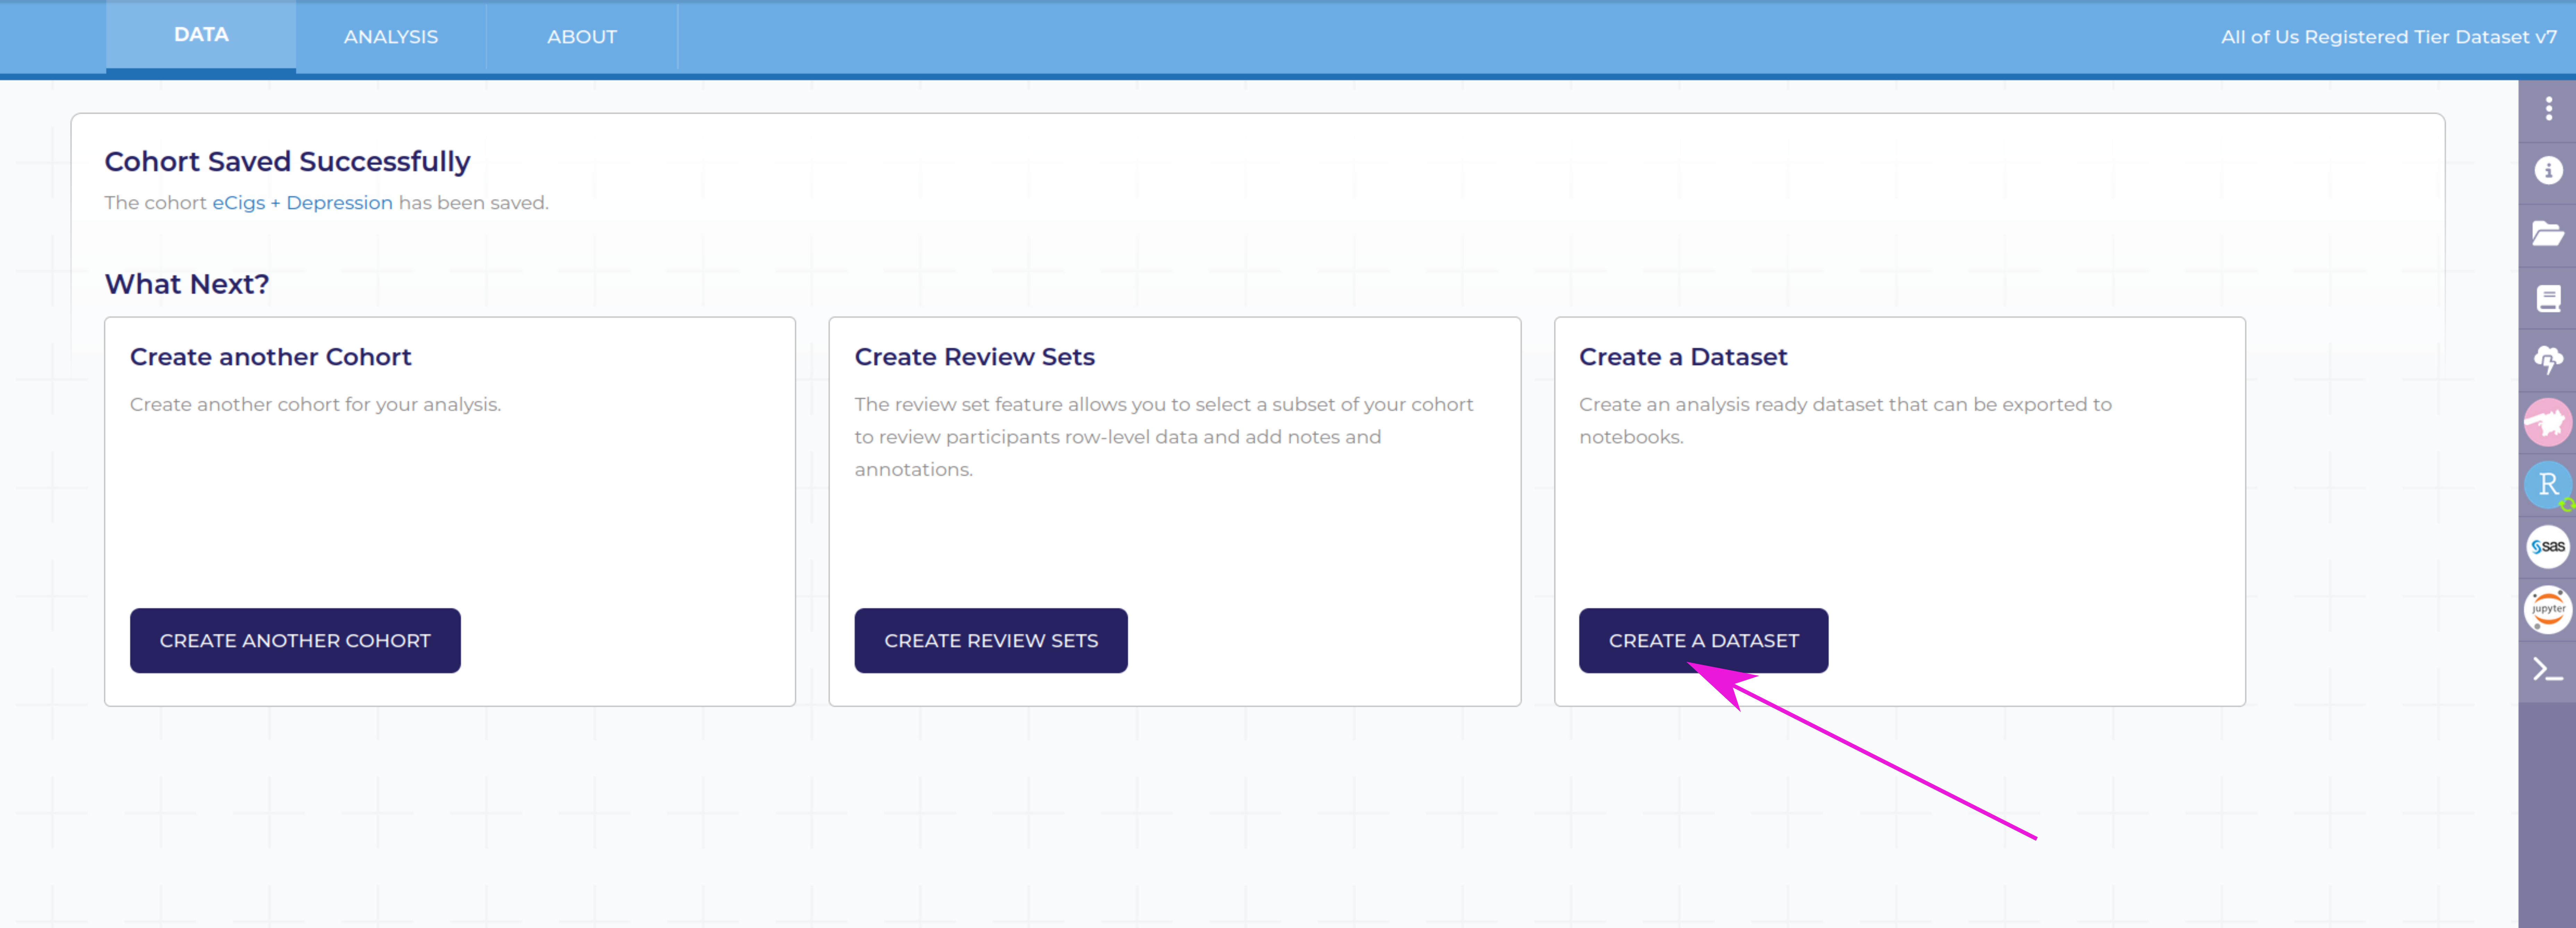 DATA
ANALYSIS
ABOUT
All of Us Registered Tier Dataset v7
Cohort Saved Successfully
The cohort eCigs + Depression has been saved.
What Next?
Create another Cohort
Create another cohort for your analysis.
CREATE ANOTHER COHORT
Create Review Sets
The review set feature allows you to select a subset of your cohort
to review participants row-level data and add notes and
annotations.
CREATE REVIEW SETS
Create a Dataset
Create an analysis ready dataset that can be exported to
notebooks.
CREATE A DATASET
R
sas
jupyter